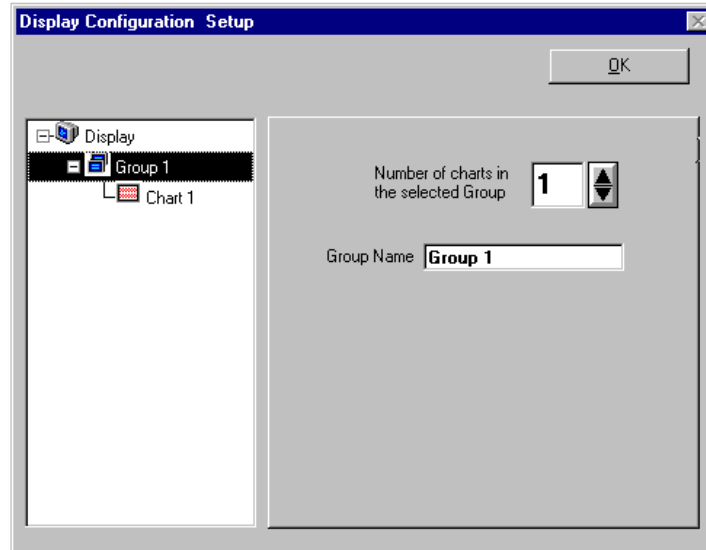 Display Configuration Setup
OK
Display
Group 1
Chart 1
Number of charts in
the selected Group
1
Group Name
Group 1